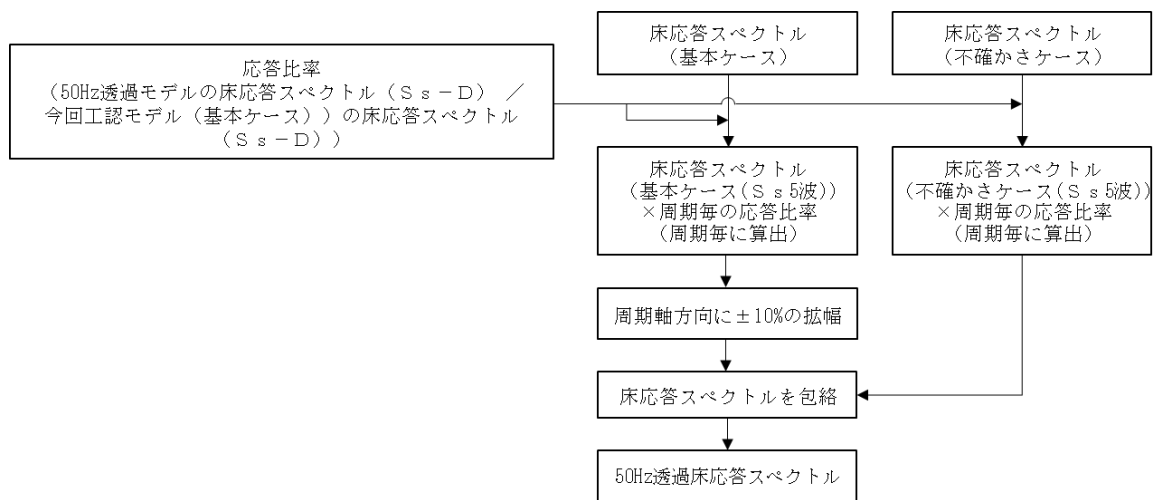 床応答スペクトル
（基本ケース）
床応答スペクトル
（不確かさケース）
応答比率
（50Hz透過モデルの床応答スペクトル（Ｓｓ－Ｄ） ／
今回工認モデル（基本ケース））の床応答スペクトル
（Ｓｓ－Ｄ））
床応答スペクトル
（基本ケース(Ｓｓ5波)）
×周期毎の応答比率
（周期毎に算出）
床応答スペクトル
（不確かさケース(Ｓｓ5波)）
×周期毎の応答比率
（周期毎に算出）
周期軸方向に±10%の拡幅
床応答スペクトルを包絡
50Hz透過床応答スペクトル